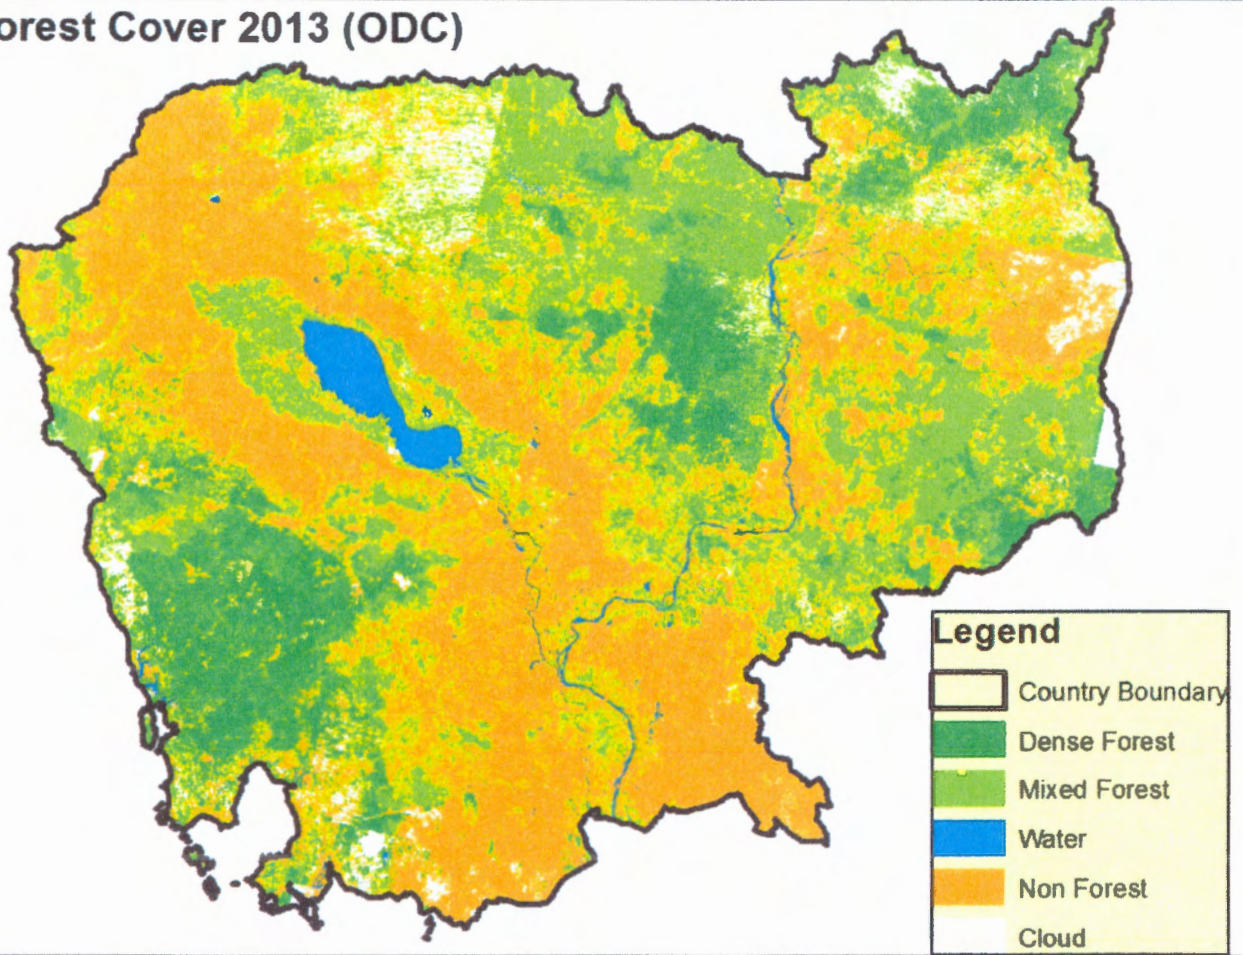 orest Cover 2013 (ODC)
Legend
Country Boundary
Dense Forest
Mixed Forest
Water
Non Forest
Cloud